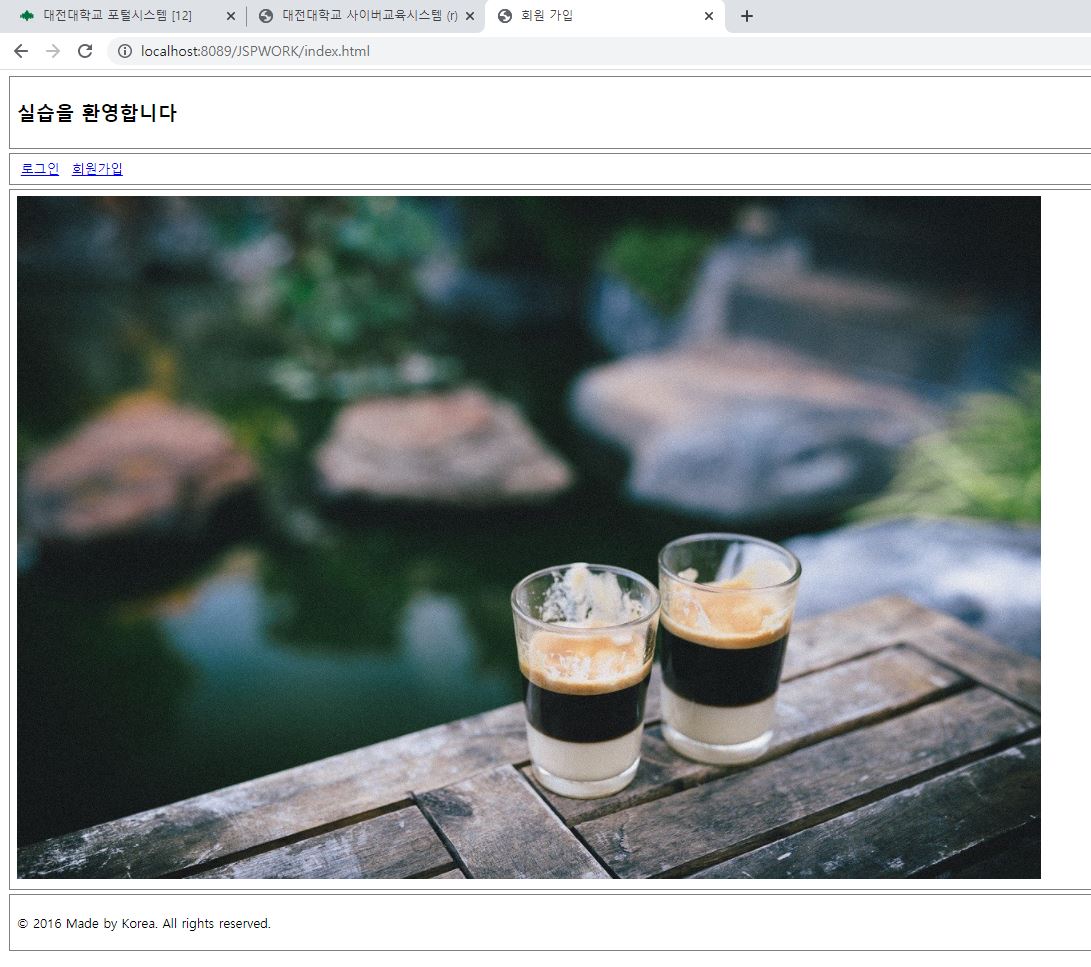 대전대학교 포털시스템 [12]
대전대학교 사이버교육시스템 (r)
회원 가입
localhost:8089/JSPWORK/index.html
실습을 환영합니다
로그인 회원가입
© 2016 Made by Korea. All rights reserved.